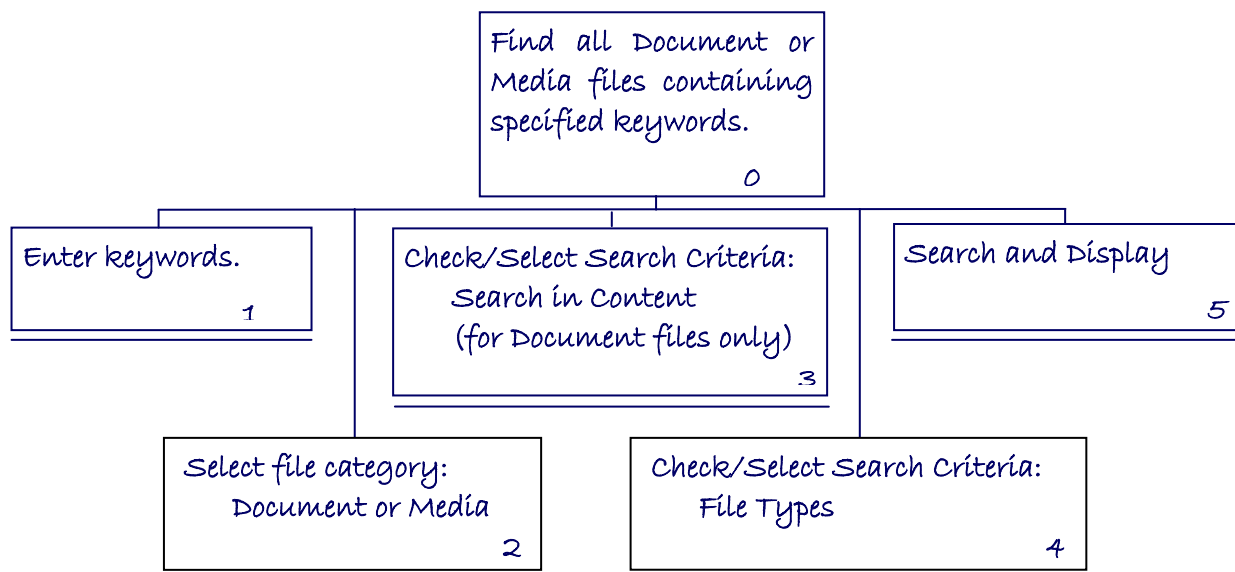 Find all Document or
Media files containing
specified keywords.
0
Enter keywords.
1
Check/Select Search Criteria:
Search in Content
(for Document files only)
3
Search and Display
5
Select file category:
Document or Media
2
Check/Select Search Criteria:
File Types
4